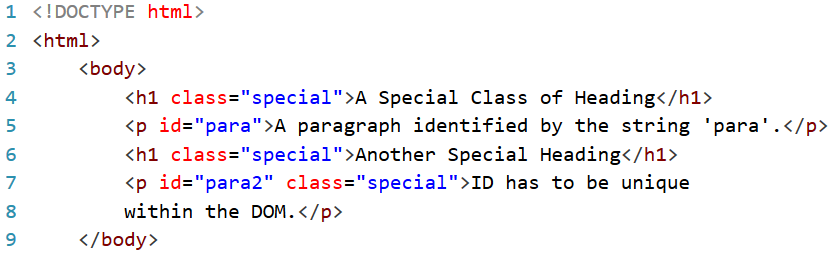 1 <!DOCTYPE html>
2 <html>
3     <body>
4         <h1 class="special">A Special Class of Heading</h1>
5         <p id="para">A paragraph identified by the string 'para'.</p>
6         <h1 class="special">Another Special Heading</h1>
7         <p id="para2" class="special">ID has to be unique
8         within the DOM.</p>
9     </body>